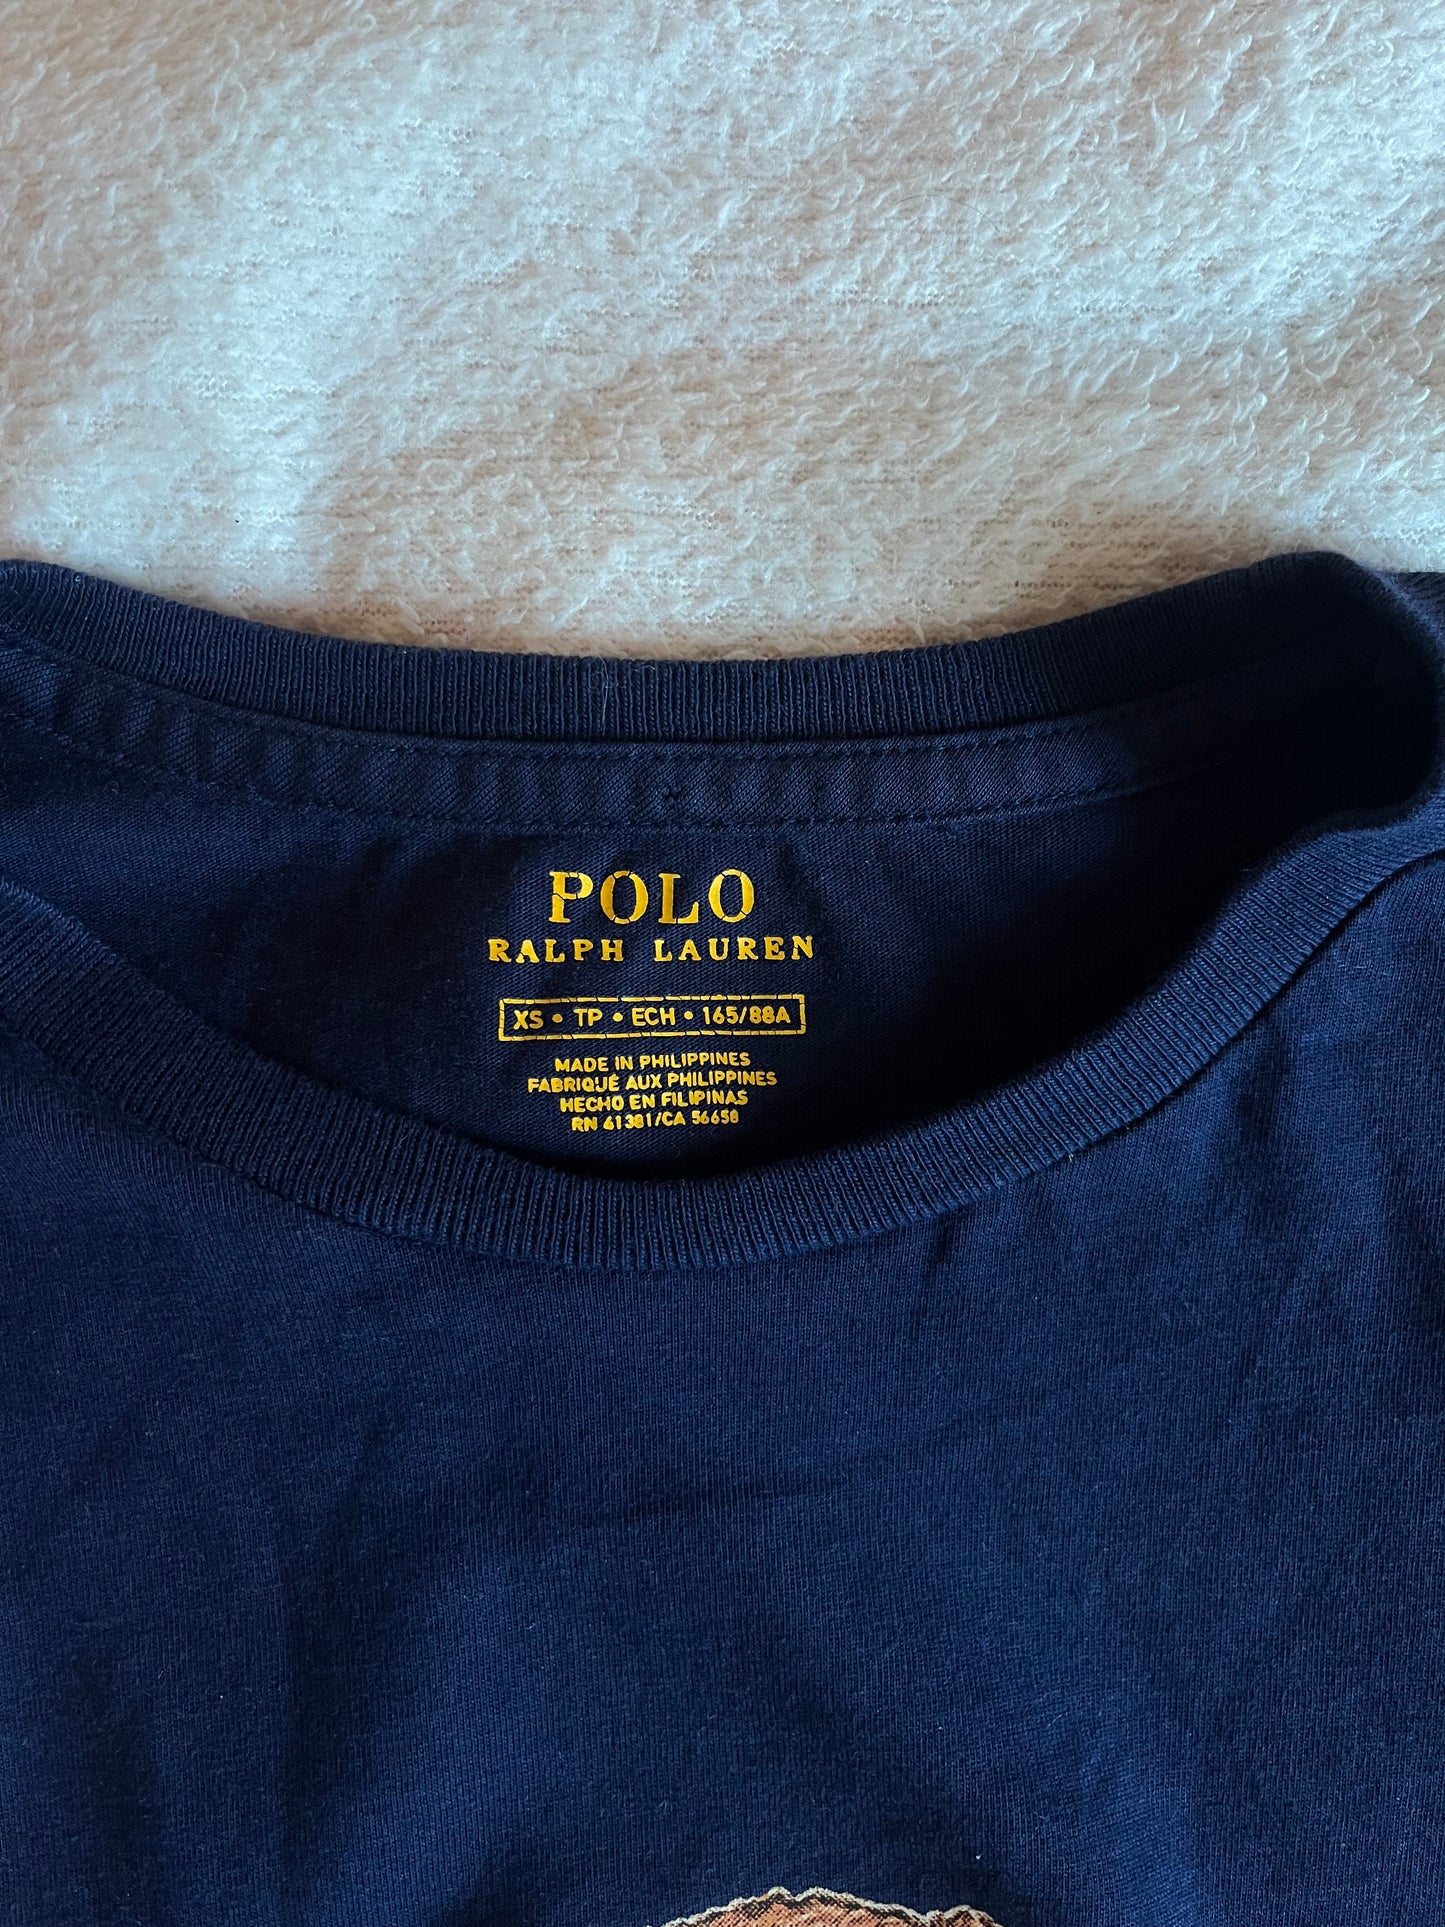 POLO
RALPH LAUREN
XS • TP • ECH • 165/88A
MADE IN PHILIPPINES
FABRIQUÉ AUX PHILIPPINES
HECHO EN FILIPINAS
RN 41381/CA 56658